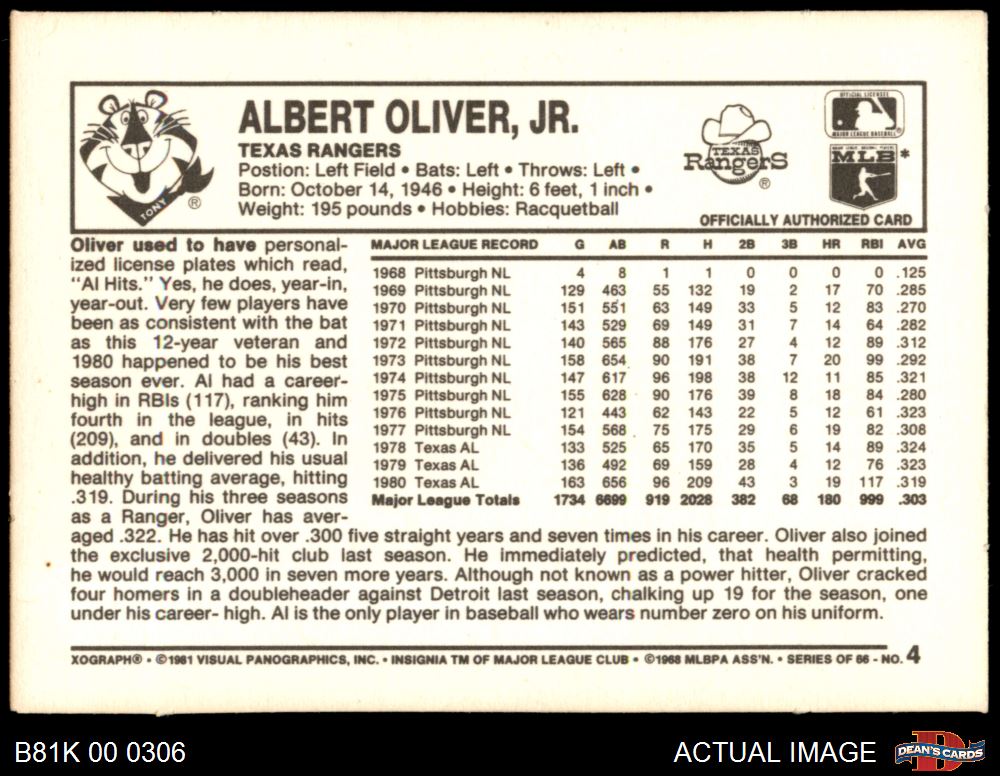 TONY
®
ALBERT OLIVER, JR.
TEXAS RANGERS
Postion: Left Field • Bats: Left • Throws: Left •
Born: October 14, 1946 • Height: 6 feet, 1 inch •
Weight: 195 pounds • Hobbies: Racquetball
TEXAS
RangerS
®
OFFICIAL LICENSEE
MAJOR LEAGUE BASEBALL
®
MLB
*
OFFICIALLY AUTHORIZED CARD
Oliver used to have personal-
ized license plates which read,
"Al Hits." Yes, he does, year-in,
year-out. Very few players have
been as consistent with the bat
as this 12-year veteran and
1980 happened to be his best
season ever. Al had a career-
high in RBIs (117), ranking him
fourth in the league, in hits
(209), and in doubles (43). In
addition, he delivered his usual
healthy batting average, hitting
.319. During his three seasons
as a Ranger, Oliver has aver-
aged .322. He has hit over .300 five straight years and seven times in his career. Oliver also joined
the exclusive 2,000-hit club last season. He immediately predicted, that health permitting,
he would reach 3,000 in seven more years. Although not known as a power hitter, Oliver cracked
four homers in a doubleheader against Detroit last season, chalking up 19 for the season, one
under his career- high. Al is the only player in baseball who wears number zero on his uniform.
MAJOR LEAGUE RECORD G AB R H 2B 3B HR RBI AVG
1968 Pittsburgh NL 4 8 1 1 0 0 0 0 .125
1969 Pittsburgh NL 129 463 55 132 19 2 17 70 .285
1970 Pittsburgh NL 151 551 63 149 33 5 12 83 .270
1971 Pittsburgh NL 143 529 69 149 31 7 14 64 .282
1972 Pittsburgh NL 140 565 88 176 27 4 12 89 .312
1973 Pittsburgh NL 158 654 90 191 38 7 20 99 .292
1974 Pittsburgh NL 147 617 96 198 38 12 11 85 .321
1975 Pittsburgh NL 155 628 90 176 39 8 18 84 .280
1976 Pittsburgh NL 121 443 62 143 22 5 12 61 .323
1977 Pittsburgh NL 154 568 75 175 29 6 19 82 .308
1978 Texas AL 133 525 65 170 35 5 14 89 .324
1979 Texas AL 136 492 69 159 28 4 12 76 .323
1980 Texas AL 163 656 96 209 43 3 19 117 .319
Major League Totals 1734 6699 919 2028 382 68 180 999 .303
XOGRAPH® • ©1981 VISUAL PANOGRAPHICS, INC. • INSIGNIA TM OF MAJOR LEAGUE CLUB • ©1968 MLBPA ASS'N. • SERIES OF 66 - NO. 4
B81K 00 0306
ACTUAL IMAGE
DEAN'S CARDS